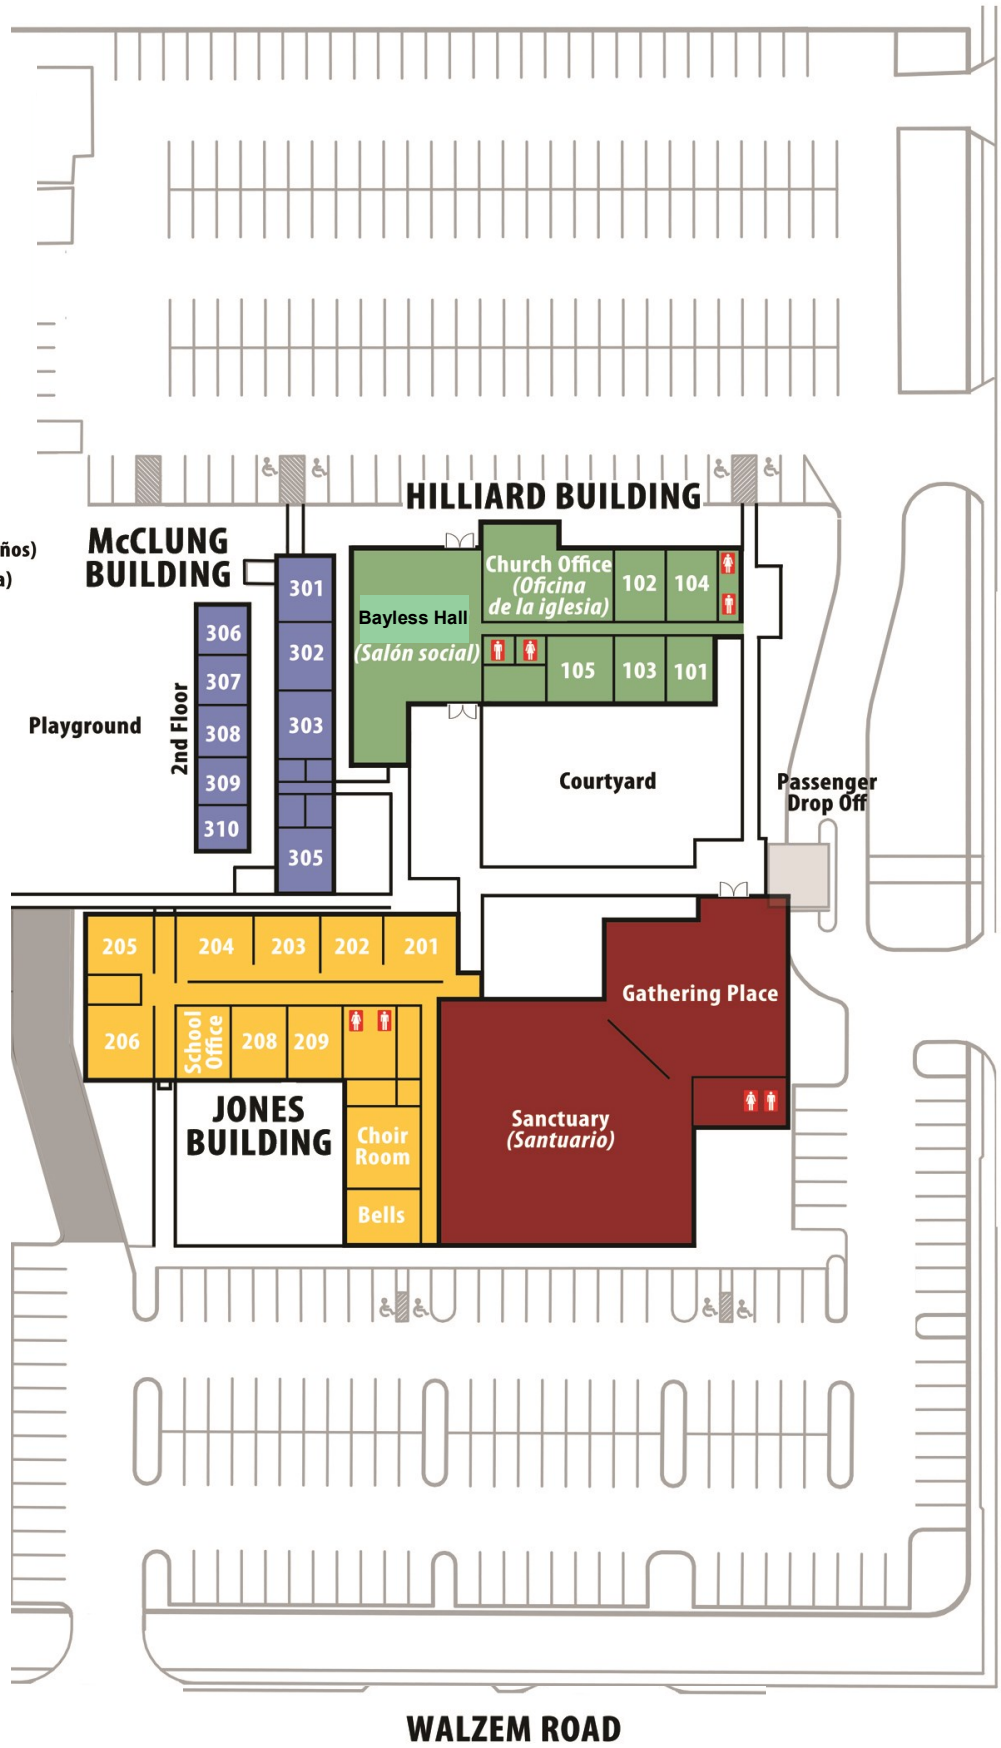 HILLIARD BUILDING
ños)
a)
McCLUNG
BUILDING
301
302
303
305
306
307
308
309
310
2nd Floor
Playground
Bayless Hall
(Salón social)
Church Office
(Oficina
de la iglesia)
102
104
105
103
101
Courtyard
Passenger
Drop Off
205
204
203
202
201
206
School
Office
208
209
JONES
BUILDING
Choir
Room
Bells
Gathering Place
Sanctuary
(Santuario)
WALZEM ROAD